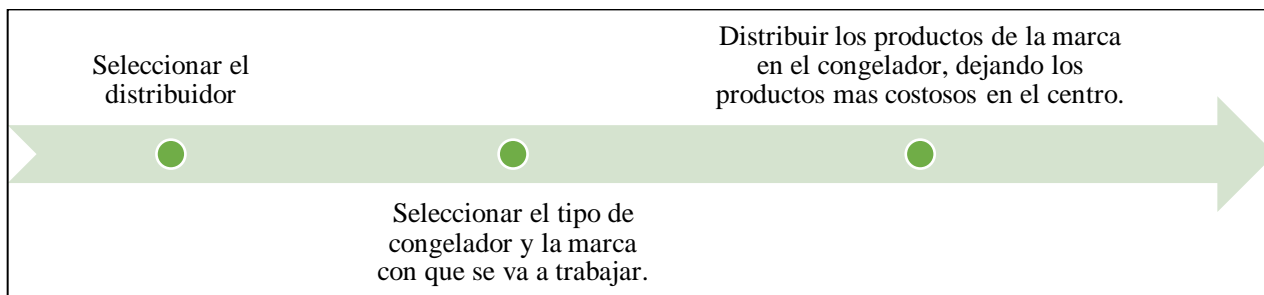 Seleccionar el
distribuidor
Seleccionar el tipo de
congelador y la marca
con que se va a trabajar.
Distribuir los productos de la marca
en el congelador, dejando los
productos mas costosos en el centro.